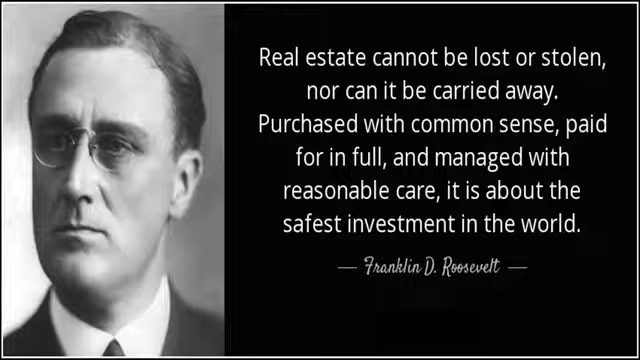 Real estate cannot be lost or stolen,
nor can it be carried away.
Purchased with common sense, paid
for in full, and managed with
reasonable care, it is about the
safest investment in the world.
— Franklin D. Roosevelt —